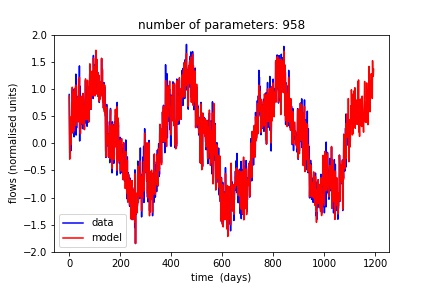 number of parameters: 958
flows (normalised units)
2.0
1.5
1.0
0.5
0.0
−0.5
−1.0
−1.5
−2.0
data
model
0 200 400 600 800 1000 1200
time (days)